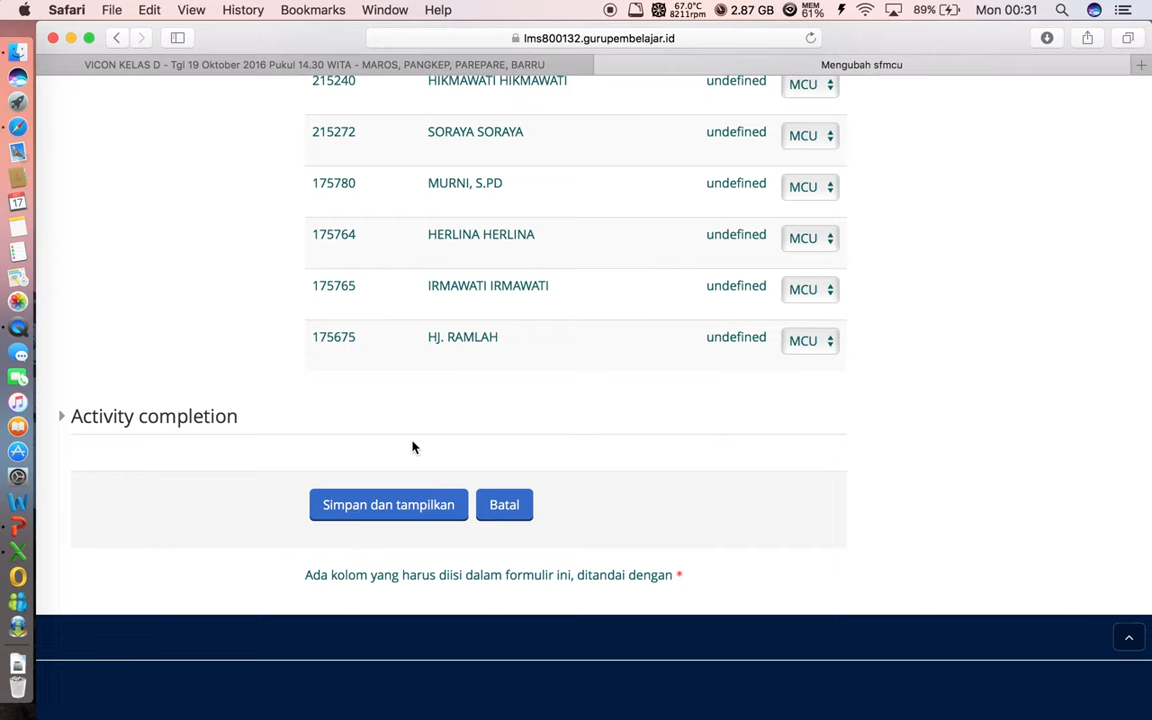 Safari File Edit View History Bookmarks Window Help 67.0°C 8211rpm 2.87 GB MEM 61% 89% Mon 00:31
lms800132.gurupembelajar.id
VICON KELAS D - Tgl 19 Oktober 2016 Pukul 14.30 WITA - MAROS, PANGKEP, PAREPARE, BARRU Mengubah sfmcu
215240 HIKMAWATI HIKMAWATI undefined MCU
215272 SORAYA SORAYA undefined MCU
175780 MURNI, S.PD undefined MCU
175764 HERLINA HERLINA undefined MCU
175765 IRMAWATI IRMAWATI undefined MCU
175675 HJ. RAMLAH undefined MCU
Activity completion
Simpan dan tampilkan Batal
Ada kolom yang harus diisi dalam formulir ini, ditandai dengan *
17